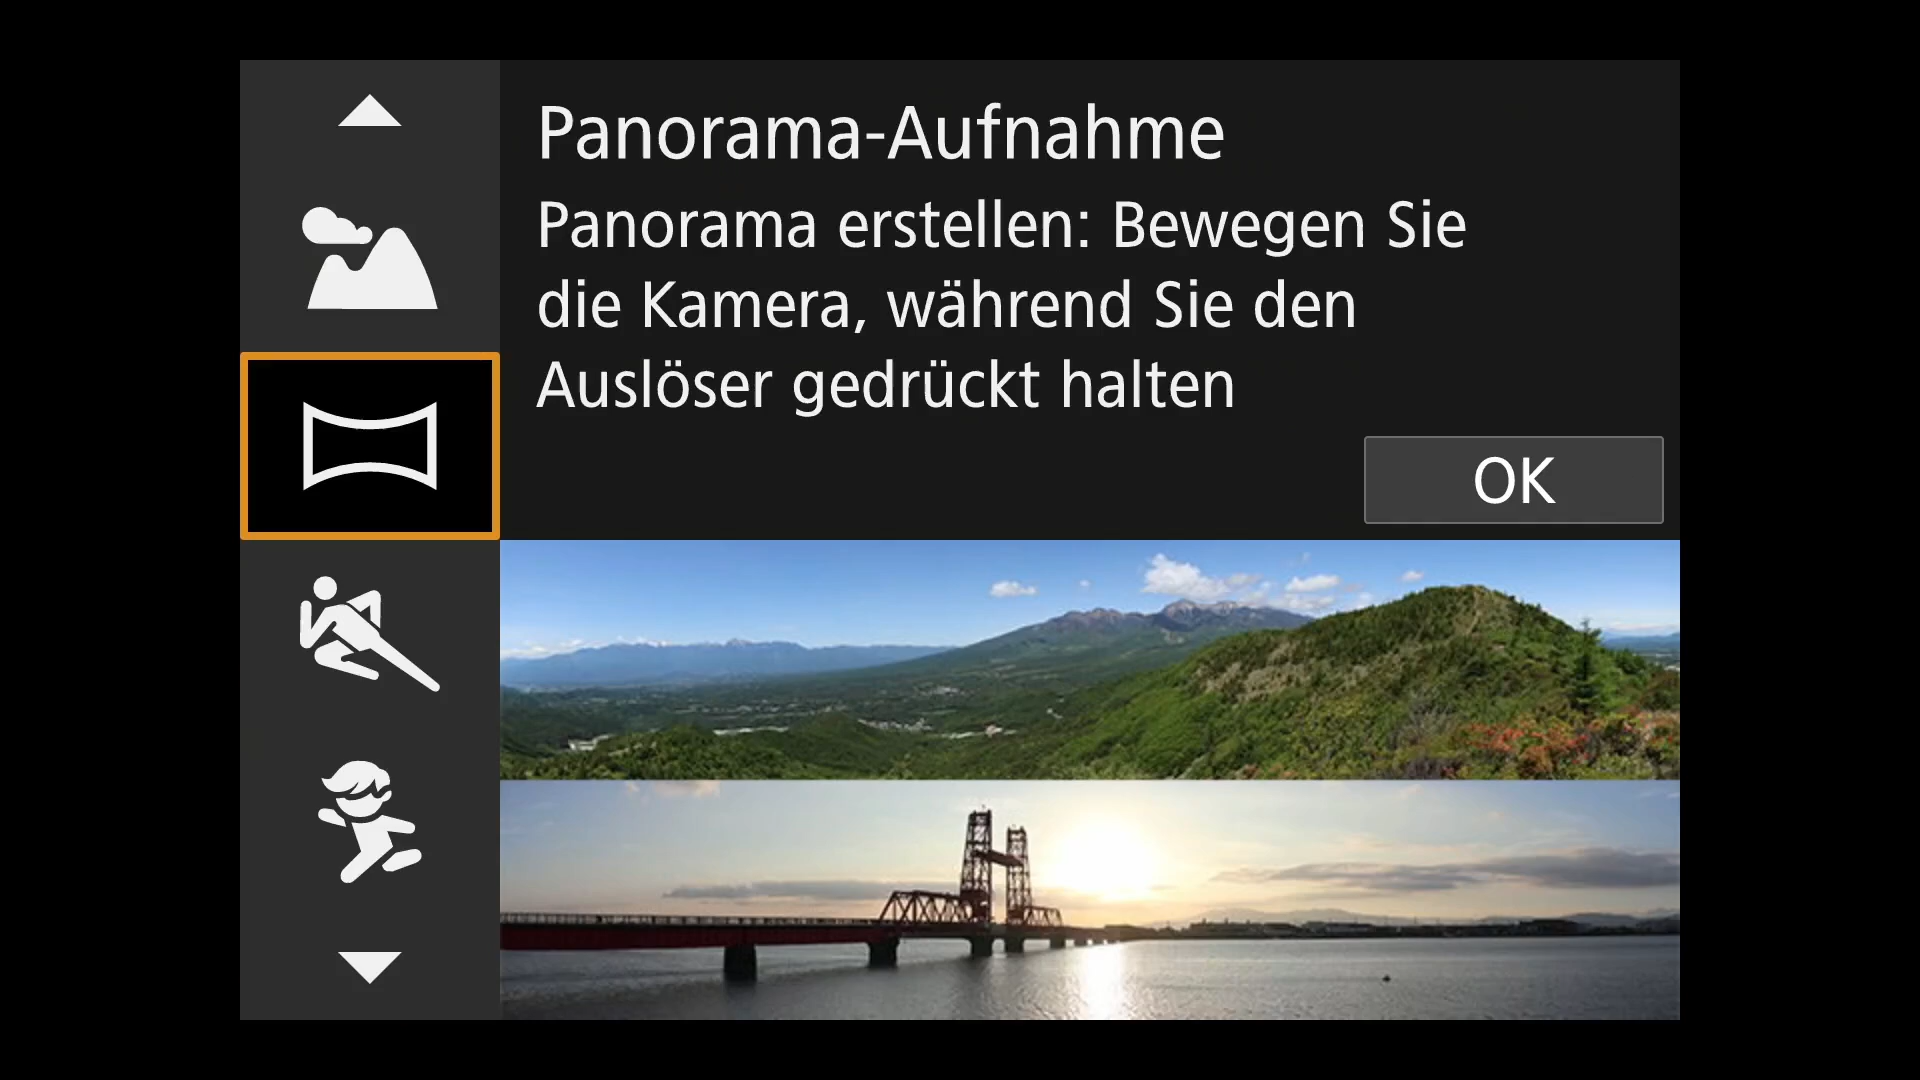 Panorama-Aufnahme
Panorama erstellen: Bewegen Sie
die Kamera, während Sie den
Auslöser gedrückt halten
OK